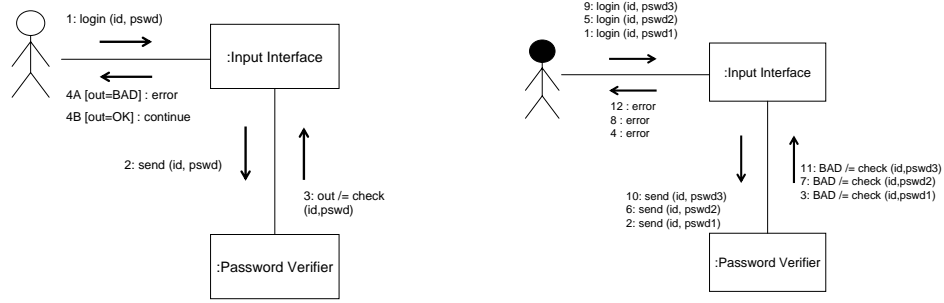 1: login (id, pswd)
:Input Interface
4A [out=BAD] : error
4B [out=OK] : continue
2: send (id, pswd)
3: out /= check
(id,pswd)
:Password Verifier
9: login (id, pswd3)
5: login (id, pswd2)
1: login (id, pswd1)
:Input Interface
12 : error
8 : error
4 : error
11: BAD /= check (id,pswd3)
7: BAD /= check (id,pswd2)
3: BAD /= check (id,pswd1)
10: send (id, pswd3)
6: send (id, pswd2)
2: send (id, pswd1)
:Password Verifier